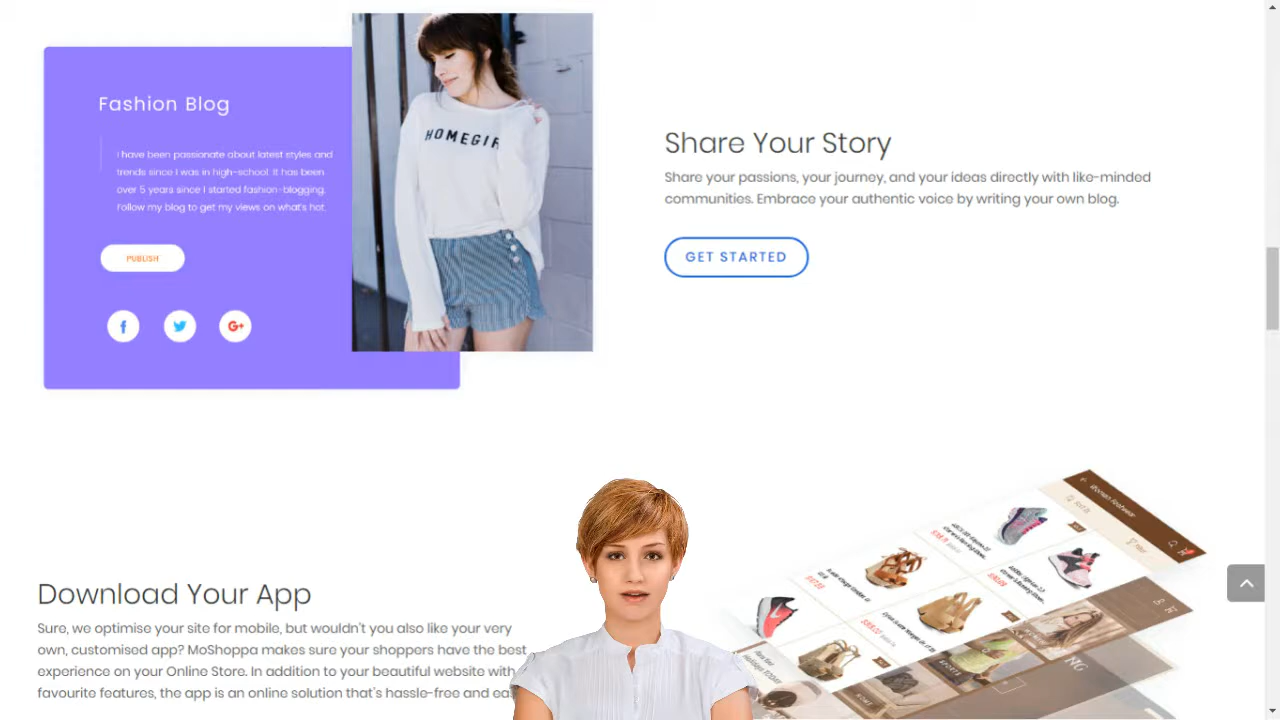 Fashion Blog
I have been passionate about latest styles and
trends since I was in high-school. It has been
over 5 years since I started fashion-blogging.
Follow my blog to get my views on what's hot.
PUBLISH
HOMEGIR
Share Your Story
Share your passions, your journey, and your ideas directly with like-minded
communities. Embrace your authentic voice by writing your own blog.
GET STARTED
Download Your App
Sure, we optimise your site for mobile, but wouldn't you also like your very
own, customised app? MoShoppa makes sure your shoppers have the best
experience on your Online Store. In addition to your beautiful website with
favourite features, the app is an online solution that's hassle-free and
Women Footwear